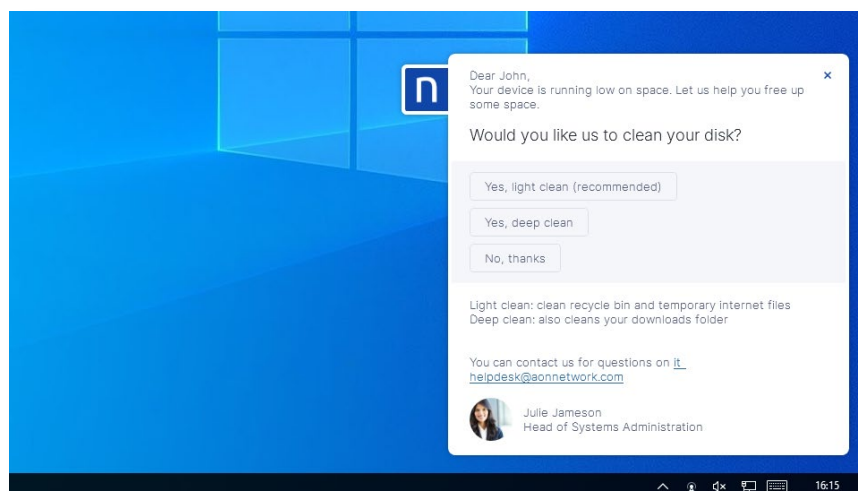 n
Dear John,
Your device is running low on space. Let us help you free up
some space.
Would you like us to clean your disk?
Yes, light clean (recommended)
Yes, deep clean
No, thanks
Light clean: clean recycle bin and temporary internet files
Deep clean: also cleans your downloads folder
You can contact us for questions on it_
helpdesk@aonnetwork.com
Julie Jameson
Head of Systems Administration
16:15